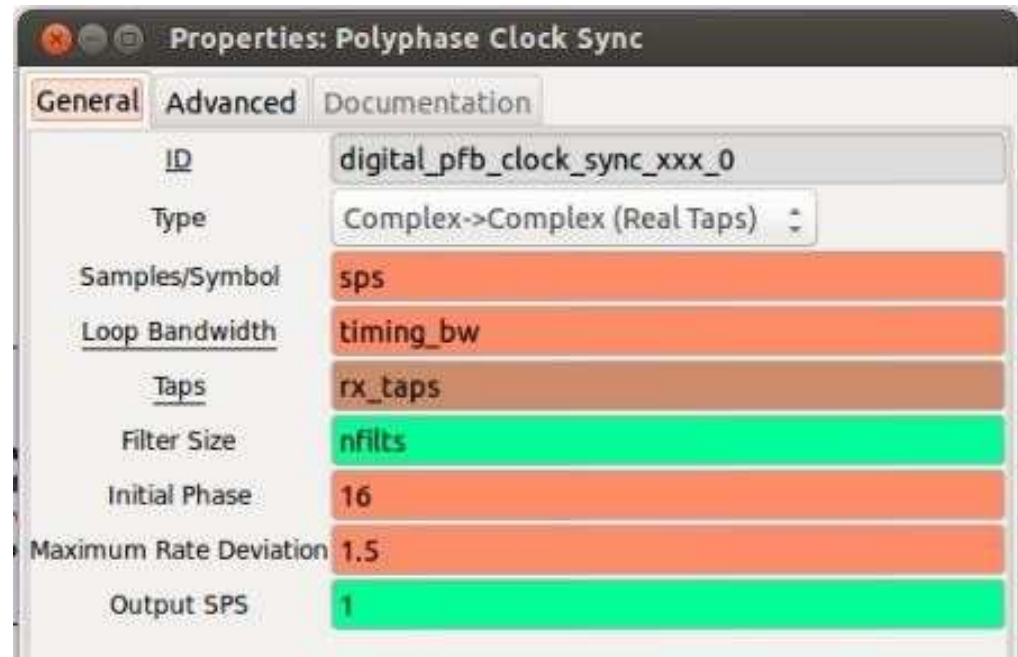 Properties: Polyphase Clock Sync
General Advanced Documentation
ID digital_pfb_clock_sync_xxx_0
Type Complex->Complex (Real Taps)
Samples/Symbol sps
Loop Bandwidth timing_bw
Taps rx_taps
Filter Size nfilts
Initial Phase 16
Maximum Rate Deviation 1.5
Output SPS 1